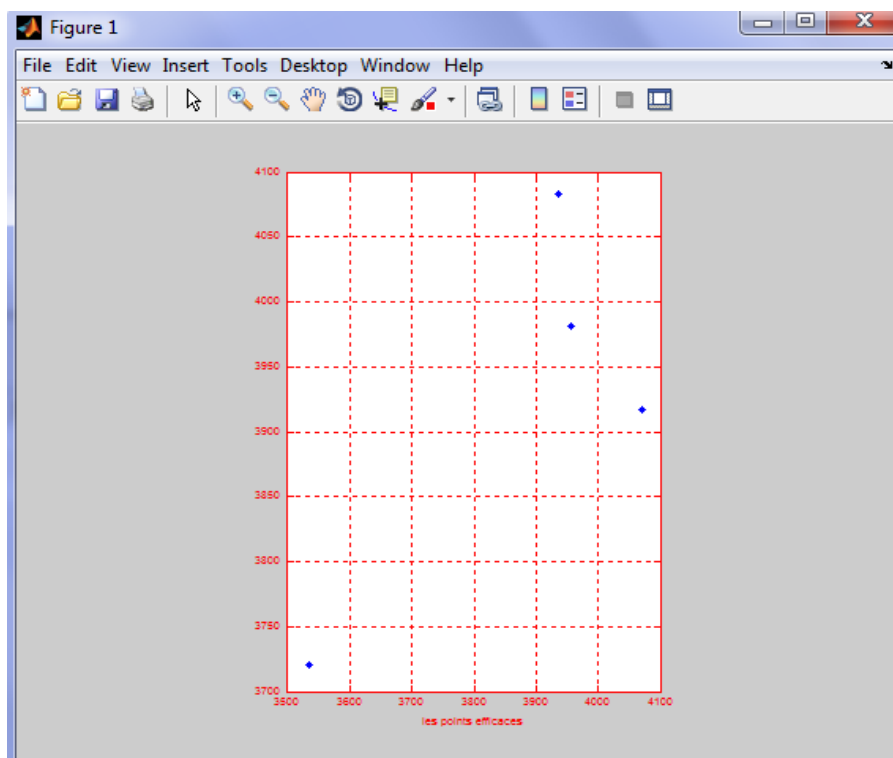 Figure 1
File Edit View Insert Tools Desktop Window Help
4100
4050
4000
3950
3900
3850
3800
3750
3700
3500 3600 3700 3800 3900 4000 4100
les points efficaces